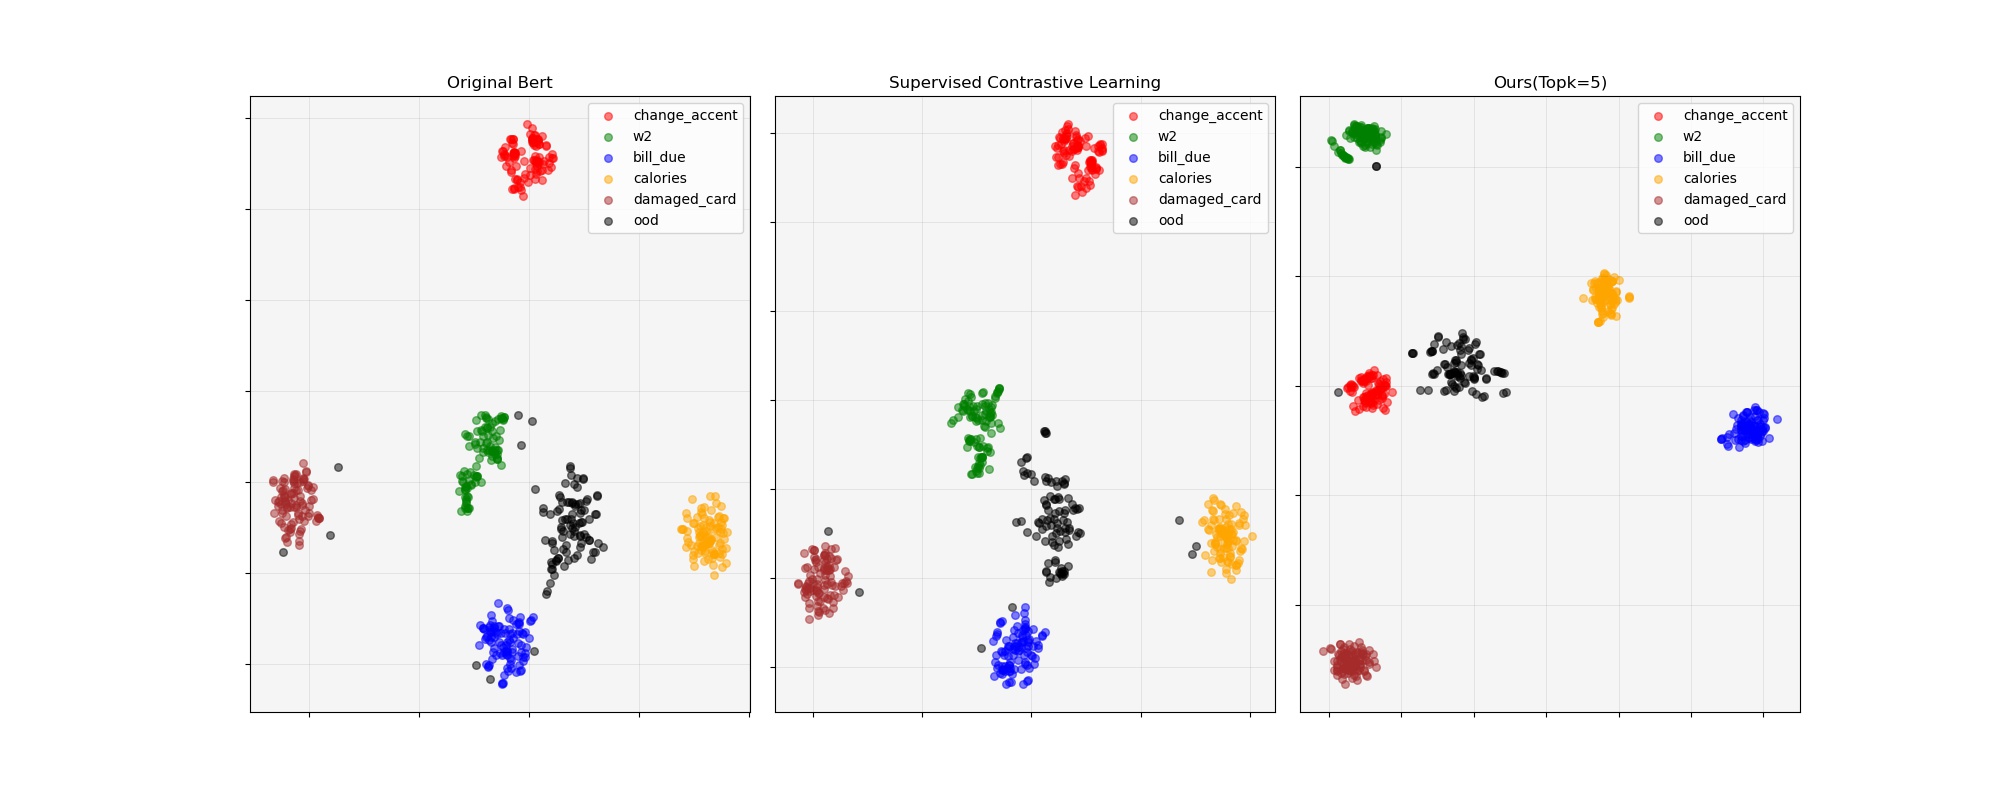 Original Bert
change_accent
w2
bill_due
calories
damaged_card
ood
Supervised Contrastive Learning
change_accent
w2
bill_due
calories
damaged_card
ood
Ours(Topk=5)
change_accent
w2
bill_due
calories
damaged_card
ood